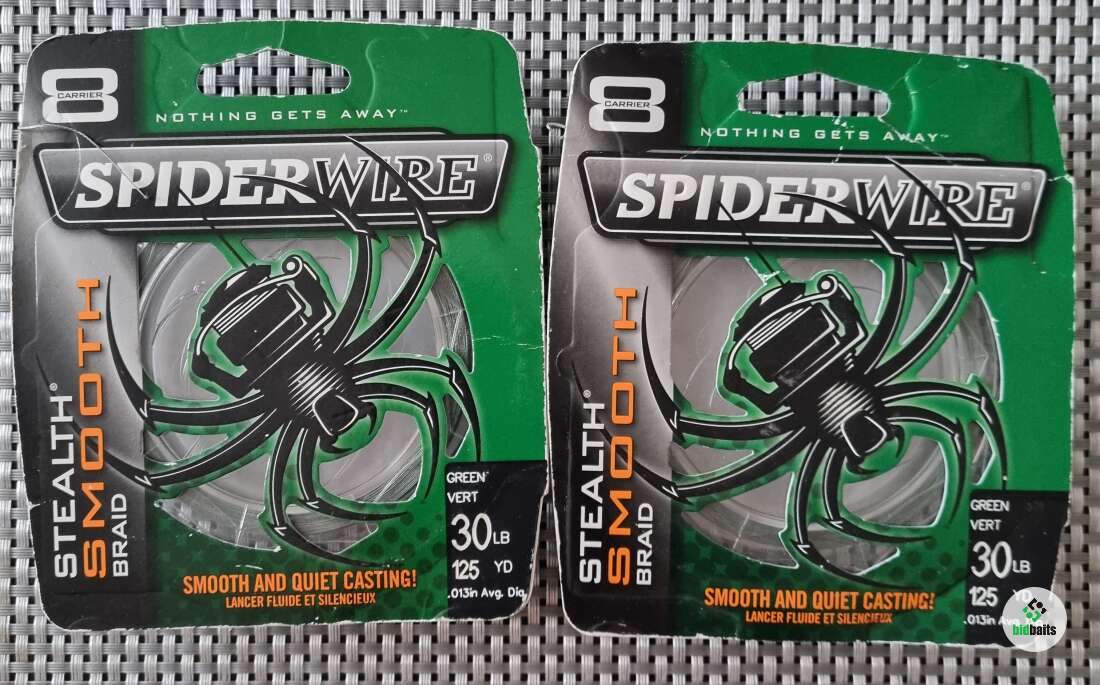 8
CARRIER
NOTHING GETS AWAY™
SPIDERWIRE®
STEALTH®
SMOOTH
BRAID
GREEN
VERT
30LB
125 YD
.013in Avg. Dia.
SMOOTH AND QUIET CASTING!
LANCER FLUIDE ET SILENCIEUX
8
CARRIER
NOTHING GETS AWAY™
SPIDERWIRE®
STEALTH®
SMOOTH
BRAID
GREEN
VERT
30LB
125 YD
.013in Avg.
SMOOTH AND QUIET CASTING!
LANCER FLUIDE ET SILENCIEUX
bidbaits